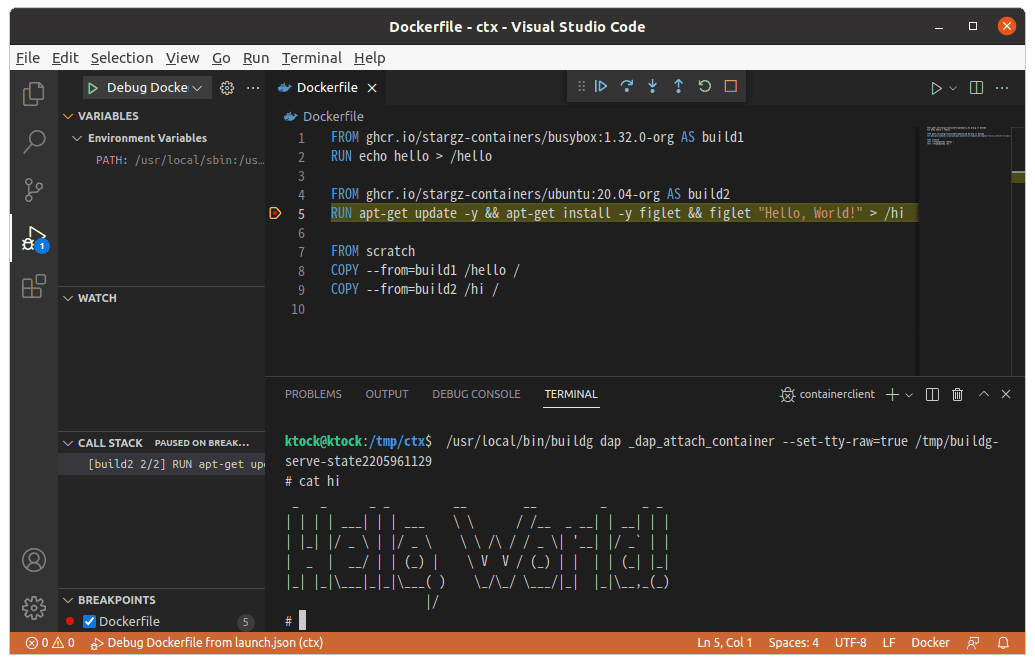 Dockerfile - ctx - Visual Studio Code
File Edit Selection View Go Run Terminal Help
Debug Docke
VARIABLES
Environment Variables
PATH: /usr/local/sbin:/us…
WATCH
CALL STACK PAUSED ON BREAK…
[build2 2/2] RUN apt-get up
BREAKPOINTS
Dockerfile 5
1
Dockerfile
Dockerfile
1 FROM ghcr.io/stargz-containers/busybox:1.32.0-org AS build1
2 RUN echo hello > /hello
3
4 FROM ghcr.io/stargz-containers/ubuntu:20.04-org AS build2
5 RUN apt-get update -y && apt-get install -y figlet && figlet "Hello, World!" > /hi
6
7 FROM scratch
8 COPY --from=build1 /hello /
9 COPY --from=build2 /hi /
10
PROBLEMS OUTPUT DEBUG CONSOLE TERMINAL containerclient
ktock@ktock:/tmp/ctx$ /usr/local/bin/buildg dap _dap_attach_container --set-tty-raw=true /tmp/buildg-
serve-state2205961129
# cat hi
Hello, World!
#
0 0 Debug Dockerfile from launch.json (ctx) Ln 5, Col 1 Spaces: 4 UTF-8 LF Docker